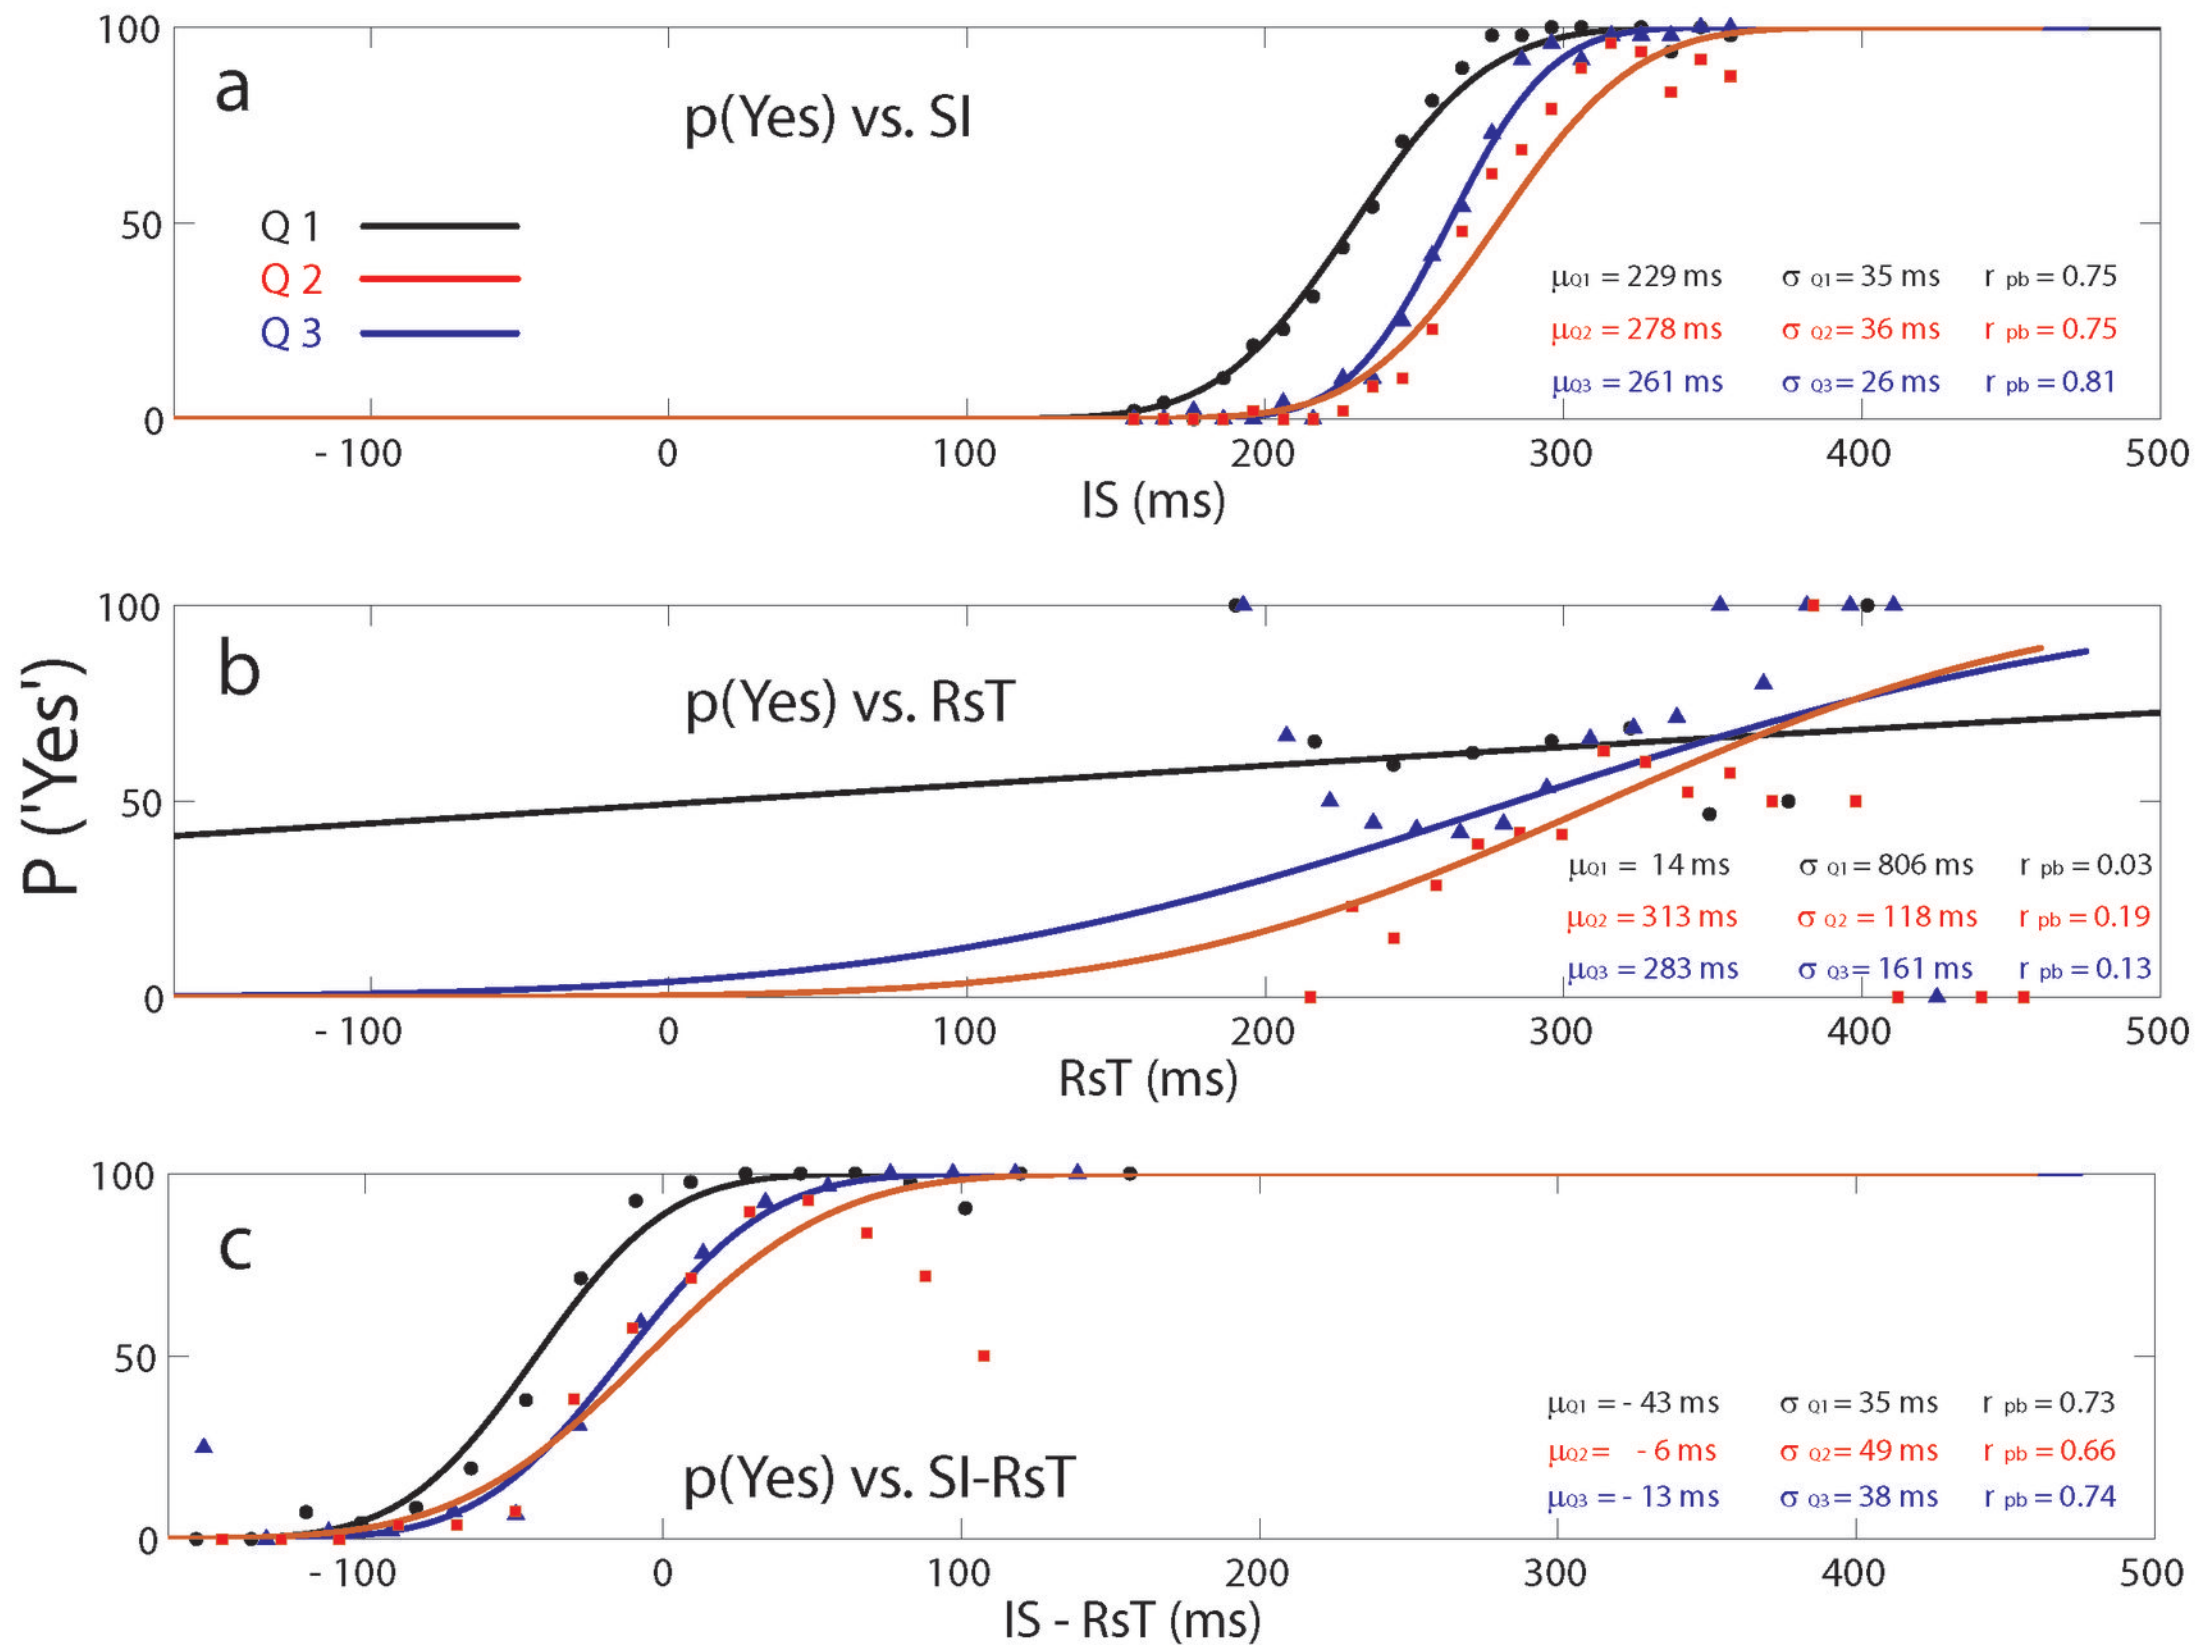 100
a
p(Yes) vs. SI
Q 1
Q 2
Q 3
50
μQ1 = 229 ms σ Q1 = 35 ms r pb = 0.75
μQ2 = 278 ms σ Q2 = 36 ms r pb = 0.75
μQ3 = 261 ms σ Q3 = 26 ms r pb = 0.81
0
- 100 0 100 200 300 400 500
IS (ms)
P ('Yes')
100
b
p(Yes) vs. RsT
50
μQ1 = 14 ms σ Q1 = 806 ms r pb = 0.03
μQ2 = 313 ms σ Q2 = 118 ms r pb = 0.19
μQ3 = 283 ms σ Q3 = 161 ms r pb = 0.13
0
- 100 0 100 200 300 400 500
RsT (ms)
100
c
50
μQ1 = - 43 ms σ Q1 = 35 ms r pb = 0.73
μQ2 = - 6 ms σ Q2 = 49 ms r pb = 0.66
μQ3 = - 13 ms σ Q3 = 38 ms r pb = 0.74
p(Yes) vs. SI-RsT
0
- 100 0 100 200 300 400 500
IS - RsT (ms)